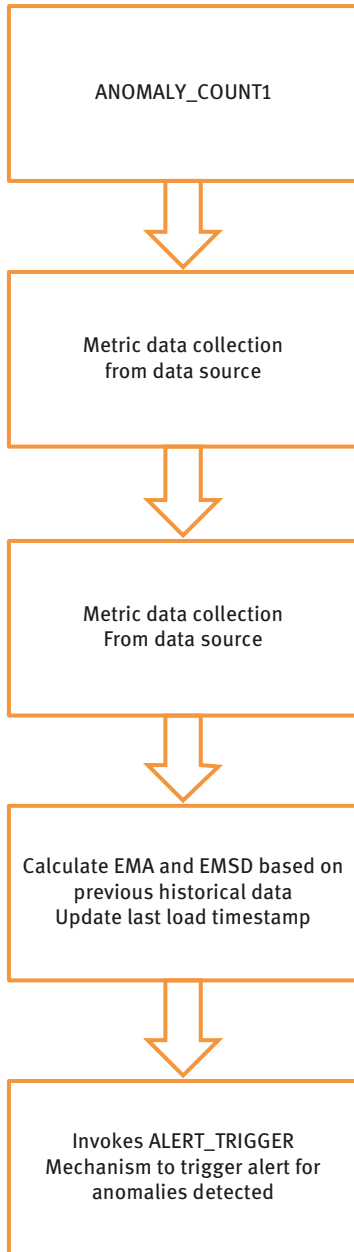 ANOMALY_COUNT1
Metric data collection
from data source
Metric data collection
From data source
Calculate EMA and EMSD based on
previous historical data
Update last load timestamp
Invokes ALERT_TRIGGER
Mechanism to trigger alert for
anomalies detected